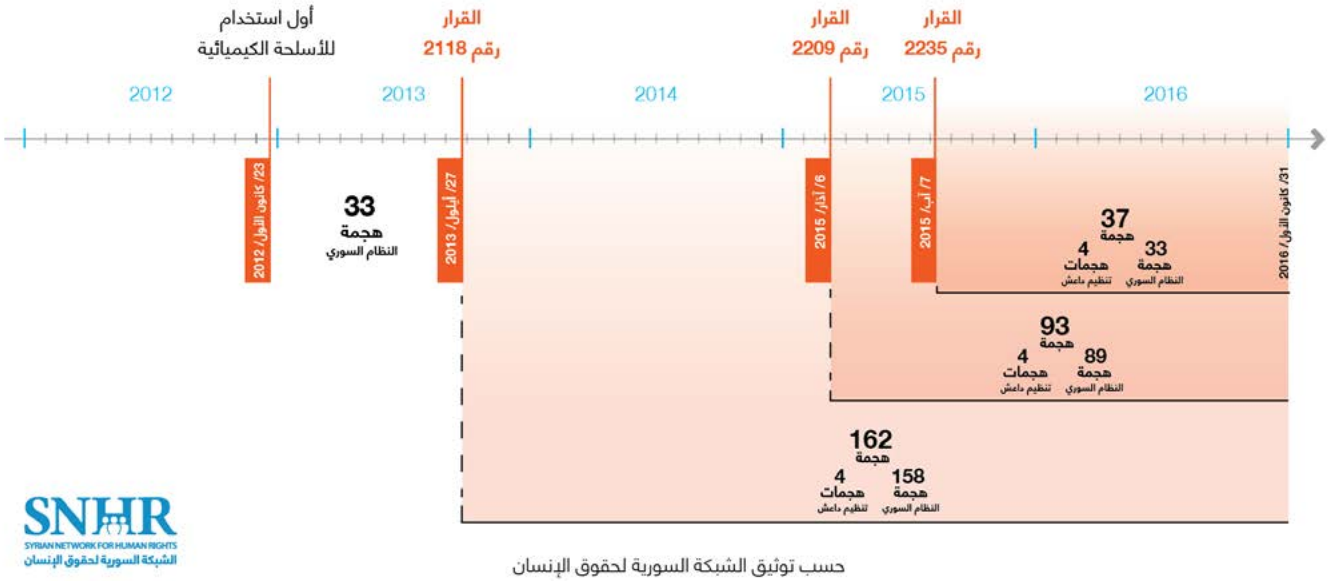 أول استخدام
للأسلحة الكيميائية
القرار
رقم 2118
القرار
رقم 2209
القرار
رقم 2235
2012
2013
2014
2015
2016
23/ كانون الأول/ 2012
27/ أيلول/ 2013
6/ آذار/ 2015
7/ آب/ 2015
31/ كانون الأول/ 2016
33
هجمة
النظام السوري
37
هجمة
33
هجمة
النظام السوري
4
هجمات
تنظيم داعش
93
هجمة
89
هجمة
النظام السوري
4
هجمات
تنظيم داعش
162
هجمة
158
هجمة
النظام السوري
4
هجمات
تنظيم داعش
SNHR
SYRIAN NETWORK FOR HUMAN RIGHTS
الشبكة السورية لحقوق الإنسان
حسب توثيق الشبكة السورية لحقوق الإنسان